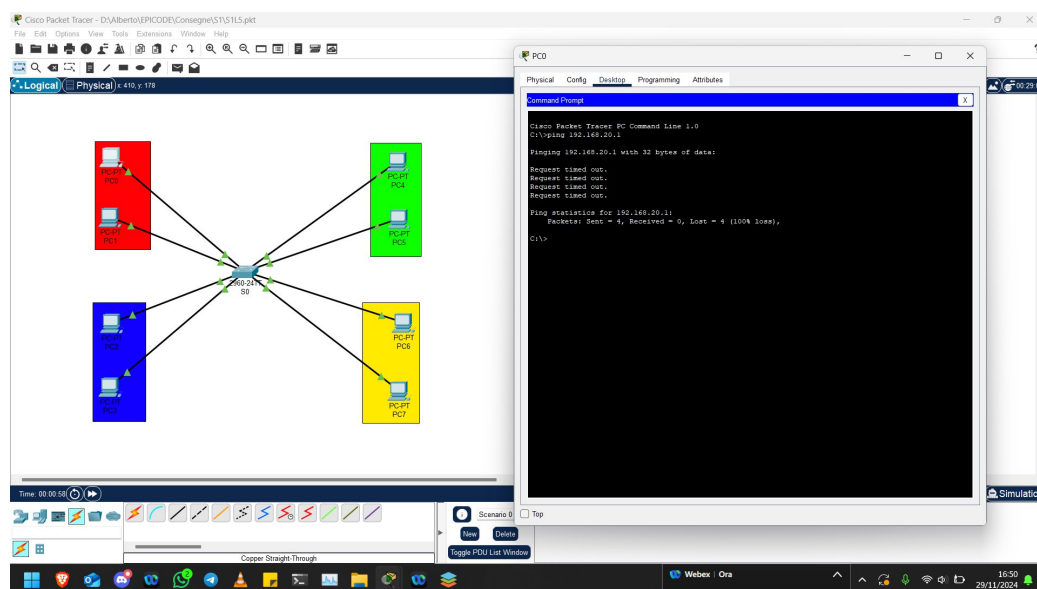 Cisco Packet Tracer - D:\Alberto\EPICODE\Consegne\S1\S1L5.pkt
File Edit Options View Tools Extensions Window Help
Logical Physical x: 410, y: 178
00:29:
PC0
Physical Config Desktop Programming Attributes
Command Prompt
X
Cisco Packet Tracer PC Command Line 1.0
C:\>ping 192.168.20.1
Pinging 192.168.20.1 with 32 bytes of data:
Request timed out.
Request timed out.
Request timed out.
Request timed out.
Ping statistics for 192.168.20.1:
Packets: Sent = 4, Received = 0, Lost = 4 (100% loss),
C:\>
Top
PC-PT
PC0
PC-PT
PC4
PC-PT
PC1
PC-PT
PC5
2960-24TT
S0
PC-PT
PC2
PC-PT
PC6
PC-PT
PC3
PC-PT
PC7
Time: 00:00:58
Simulatio
Scenario 0
New Delete
Toggle PDU List Window
Copper Straight-Through
Webex | Ora
16:50
29/11/2024